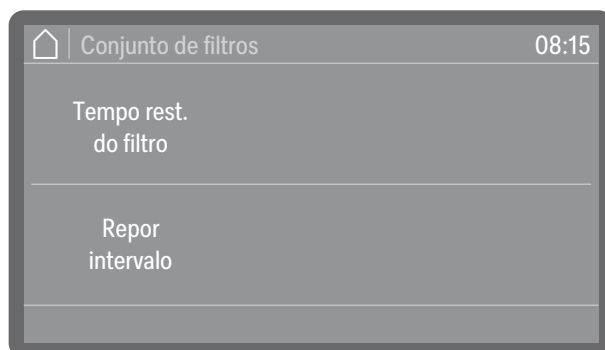 Conjunto de filtros 08:15
Tempo rest.
do filtro
Repor
intervalo